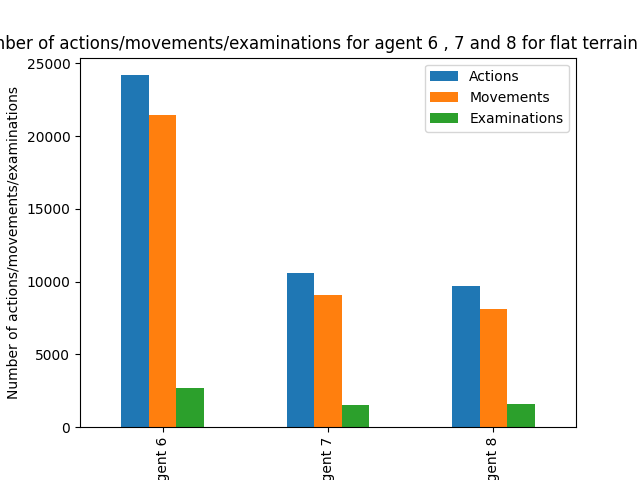 nber of actions/movements/examinations for agent 6 , 7 and 8 for flat terrain
Number of actions/movements/examinations
25000
20000
15000
10000
5000
0
Actions
Movements
Examinations
gent 6
gent 7
gent 8